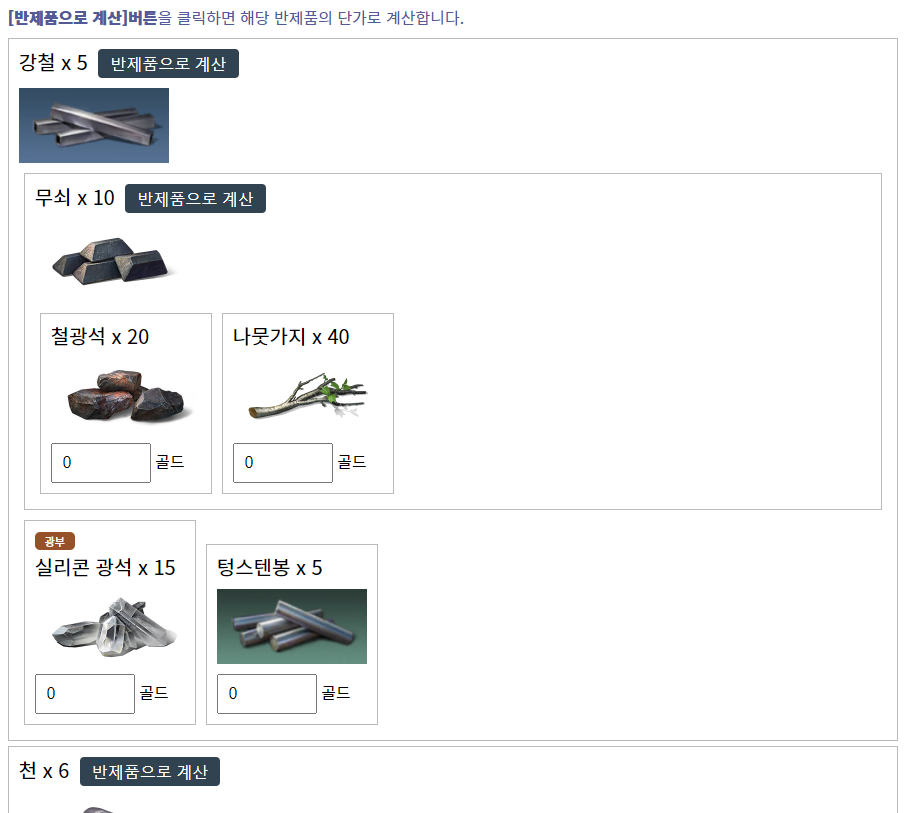 [반제품으로 계산]버튼을 클릭하면 해당 반제품의 단가로 계산합니다.
강철 x 5 반제품으로 계산
무쇠 x 10 반제품으로 계산
철광석 x 20
나뭇가지 x 40
0 골드
0 골드
광부
실리콘 광석 x 15
텅스텐봉 x 5
0 골드
0 골드
천 x 6 반제품으로 계산